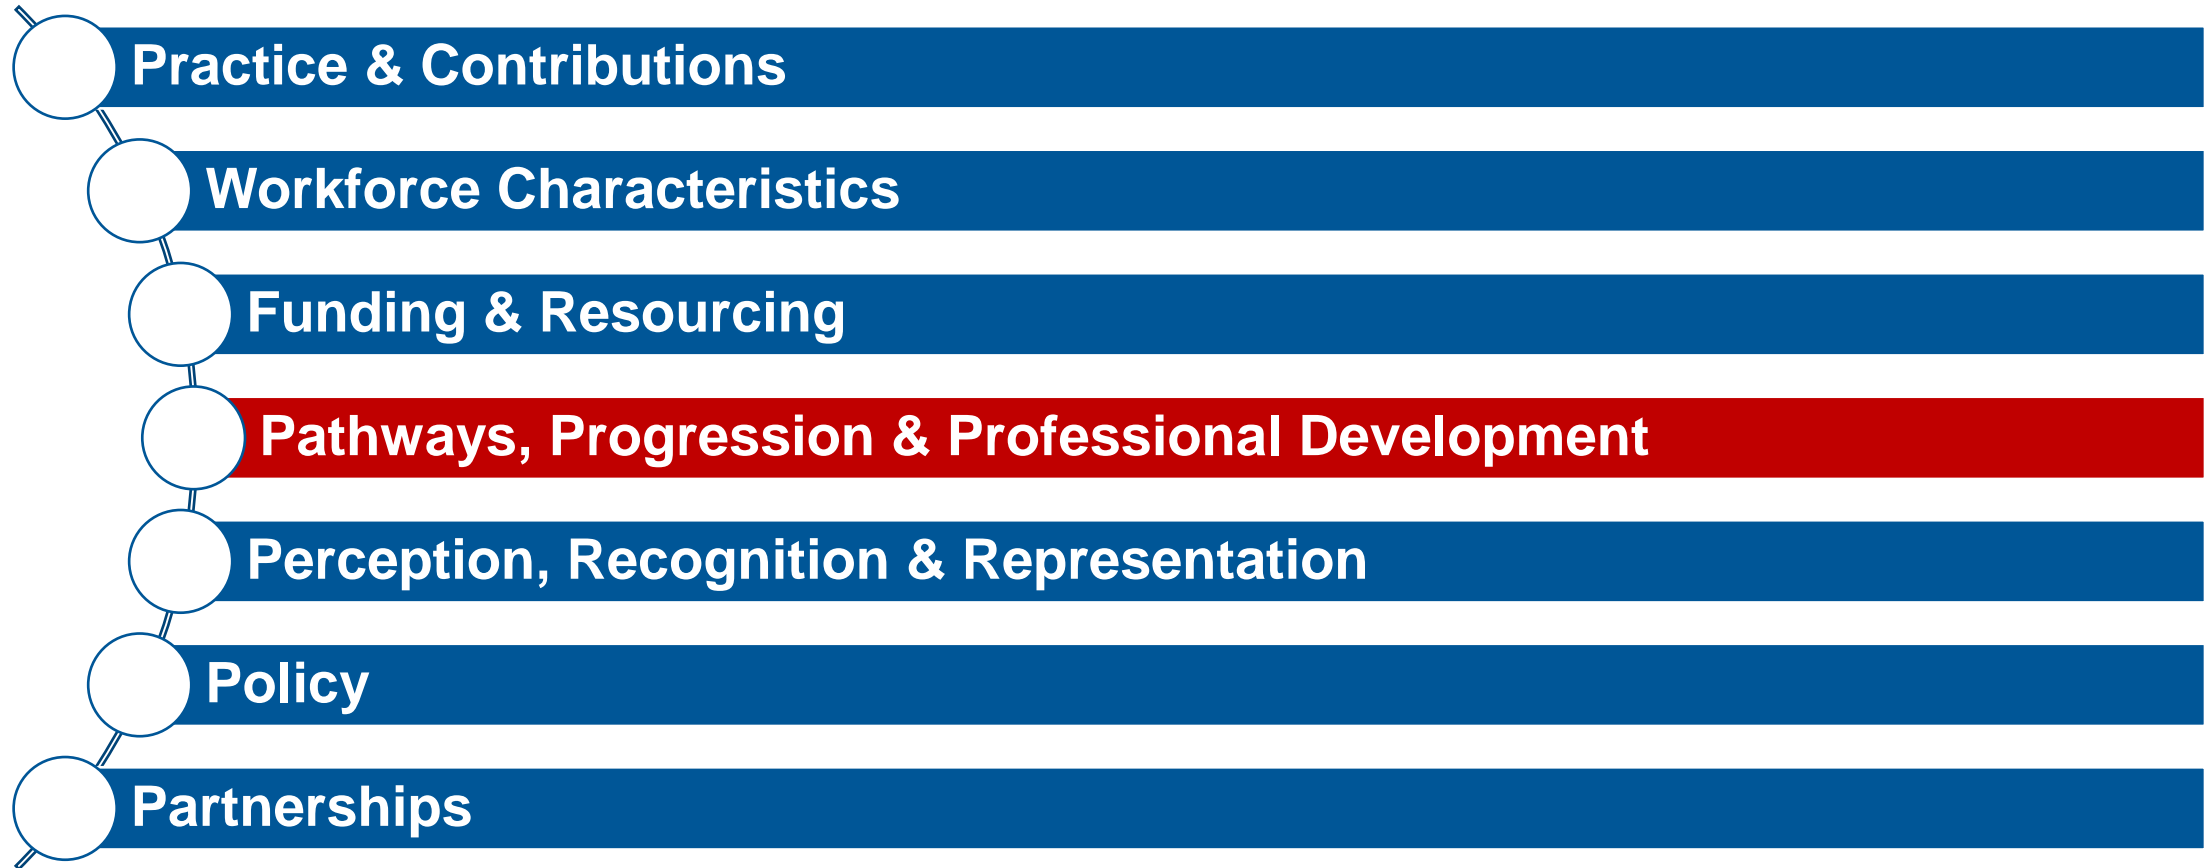 Practice & Contributions
Workforce Characteristics
Funding & Resourcing
Pathways, Progression & Professional Development
Perception, Recognition & Representation
Policy
Partnerships